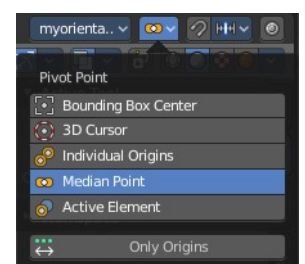 myorienta..
Pivot Point
Bounding Box Center
3D Cursor
Individual Origins
Median Point
Active Element
Only Origins